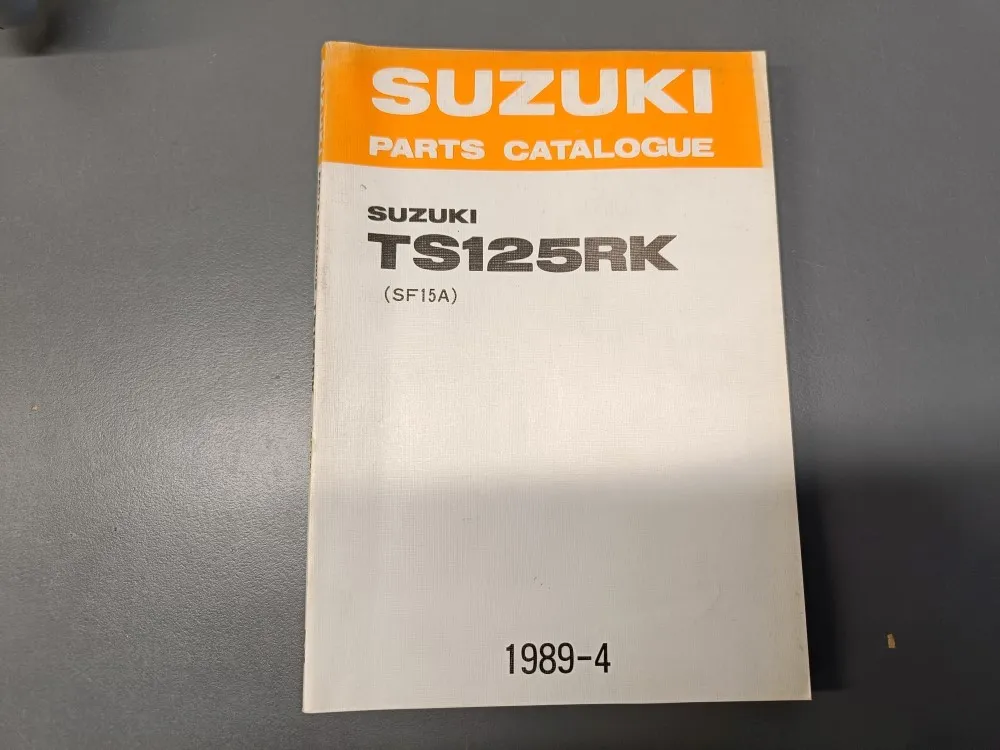 SUZUKI
PARTS CATALOGUE
SUZUKI
TS125RK
(SF15A)
1989-4